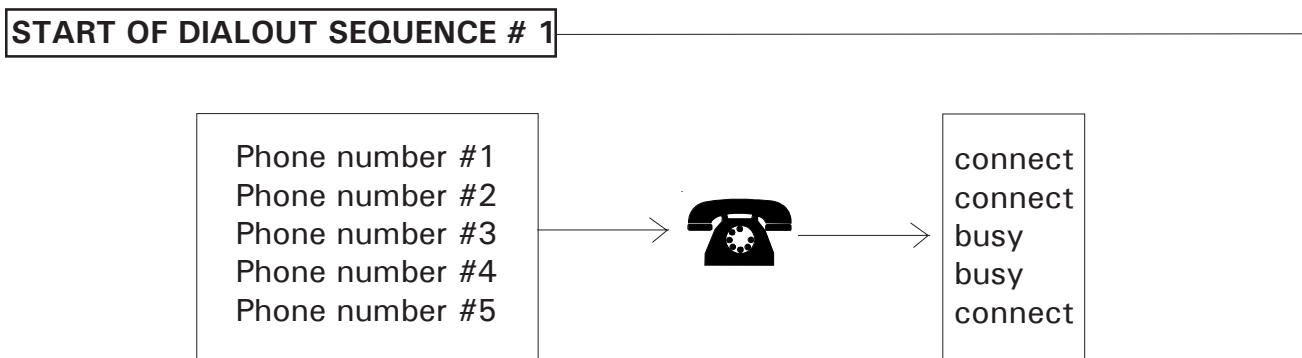 START OF DIALOUT SEQUENCE # 1
Phone number #1
Phone number #2
Phone number #3
Phone number #4
Phone number #5
connect
connect
busy
busy
connect